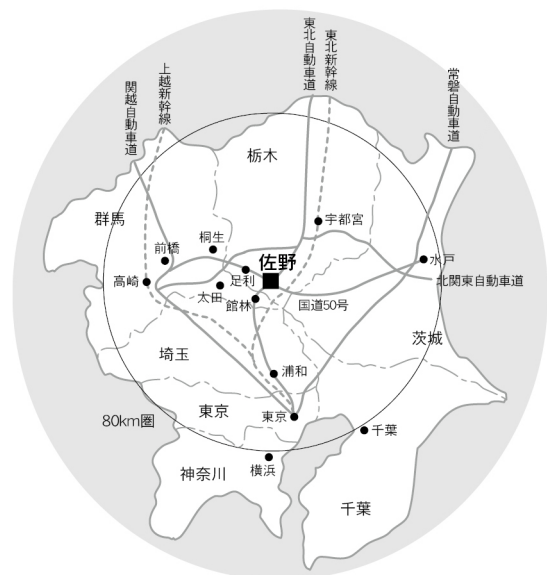 東北自動車道
東北新幹線
上越新幹線
関越自動車道
常磐自動車道
栃木
群馬
宇都宮
桐生
前橋
佐野
水戸
足利
高崎
北関東自動車道
太田
館林
国道50号
茨城
埼玉
浦和
東京
東京
80km圏
千葉
横浜
神奈川
千葉